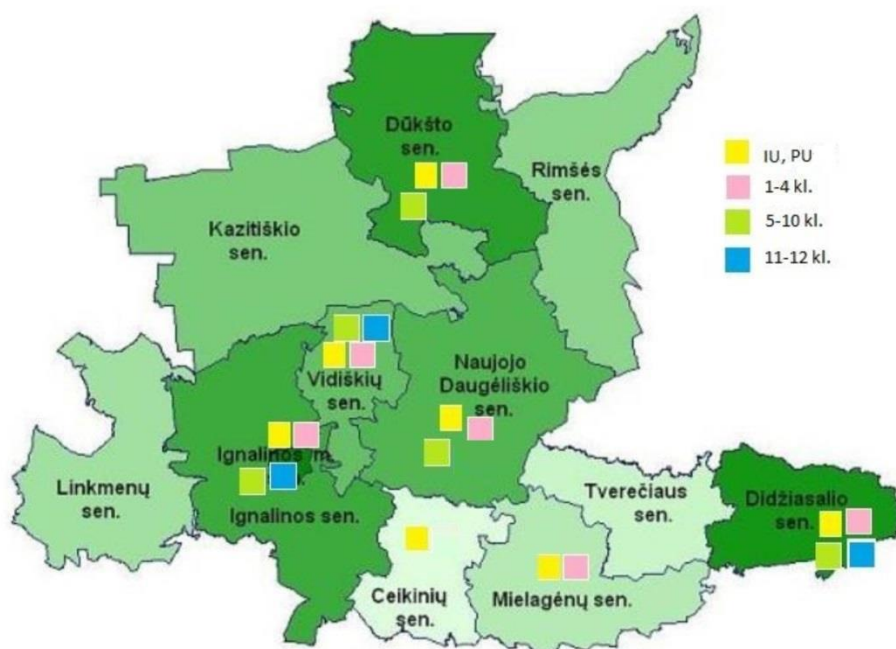 Dūkšto
sen.
Rimšės
sen.
IU, PU
1-4 kl.
5-10 kl.
11-12 kl.
Kazitiškio
sen.
Vidiškių
sen.
Naujojo
Daugėliškio
sen.
Ignalinos m.
Ignalinos sen.
Linkmenų
sen.
Tverečiaus
sen.
Didžiasalio
sen.
Ceikinių
sen.
Mielagėnų sen.